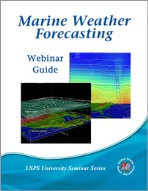 Marine Weather
Forecasting
Webinar
Guide
USPS University Seminar Series